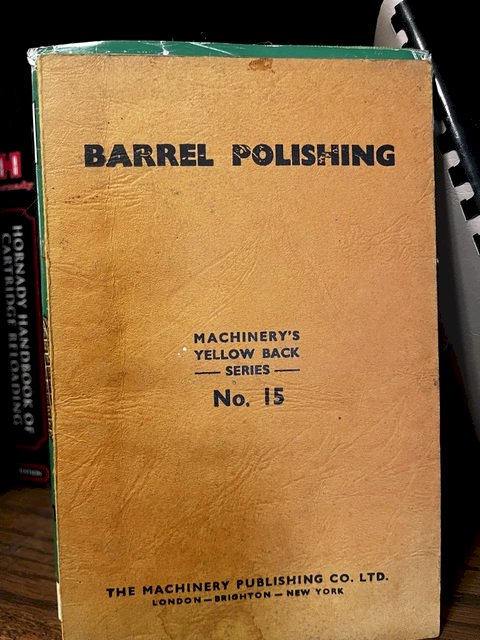 BARREL POLISHING
MACHINERY'S
YELLOW BACK
SERIES
No. 15
THE MACHINERY PUBLISHING CO. LTD.
LONDON — BRIGHTON — NEW YORK
H
HORNADY HANDBOOK OF
CARTRIDGE RELOADING